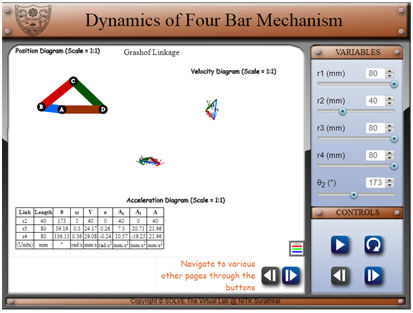 Dynamics of Four Bar Mechanism
Position Diagram (Scale = 1:1)
Grashof Linkage
Velocity Diagram (Scale = 1:1)
C
B
A
D
Acceleration Diagram (Scale = 1:1)
Link Length θ ω V α At Ar A
r2 40 173 1 40 0 40 0 40
r3 80 39.19 0.3 24.17 0.26 7.3 20.71 21.96
r4 80 136.15 0.36 29.08 -0.24 10.57 -19.25 21.96
(Units) mm ° rad/s mm/s rad/s² mm/s² mm/s² mm/s²
Navigate to various
other pages through the
buttons
VARIABLES
r1 (mm) 80
r2 (mm) 40
r3 (mm) 80
r4 (mm) 80
θ2 (°) 173
CONTROLS
Copyright © SOLVE The Virtual Lab @ NITK Surathkal